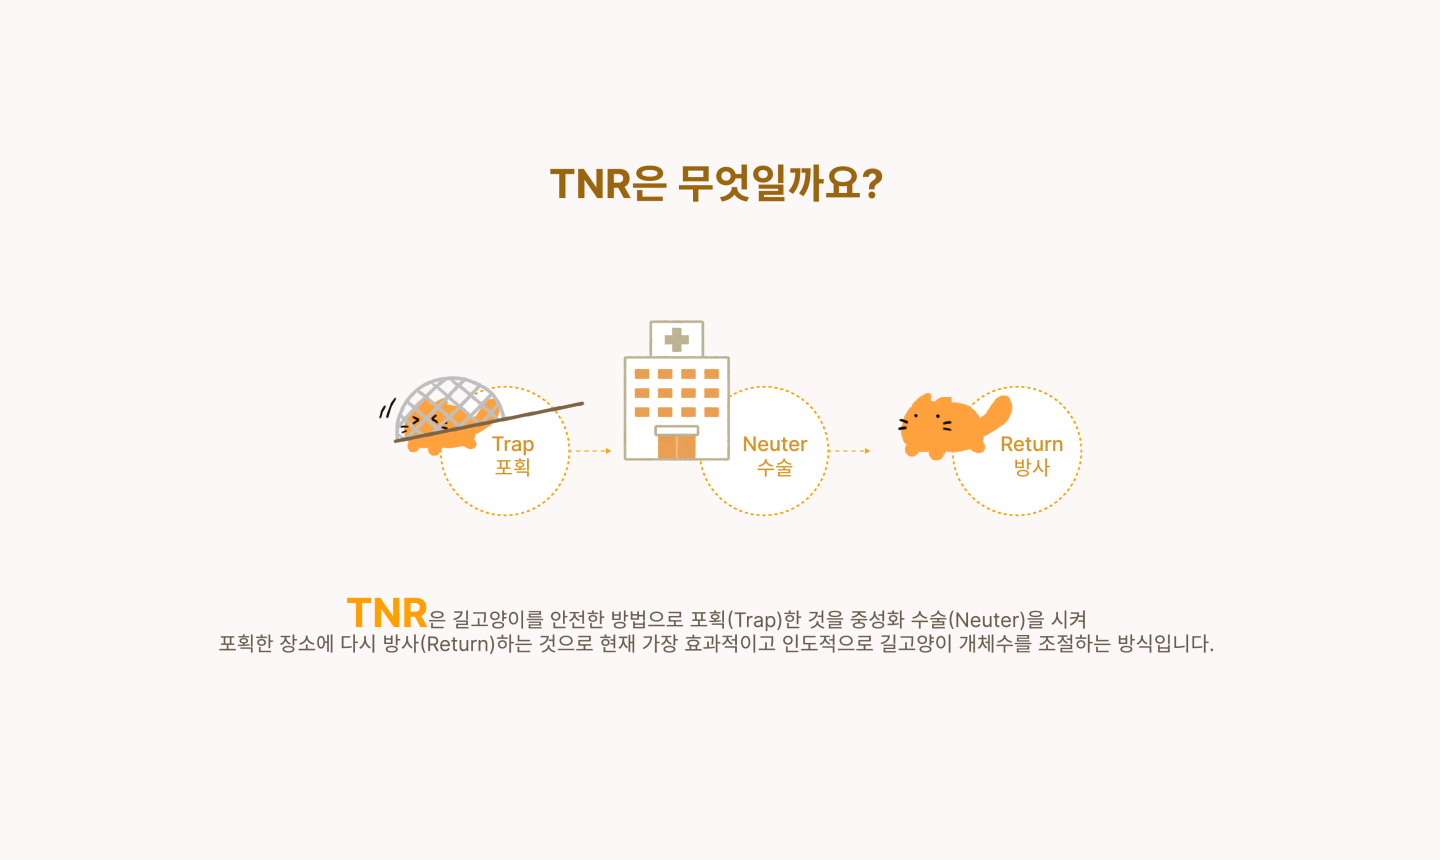 TNR은 무엇일까요?
Trap
포획
Neuter
수술
Return
방사
TNR은 길고양이를 안전한 방법으로 포획(Trap)한 것을 중성화 수술(Neuter)을 시켜
포획한 장소에 다시 방사(Return)하는 것으로 현재 가장 효과적이고 인도적으로 길고양이 개체수를 조절하는 방식입니다.